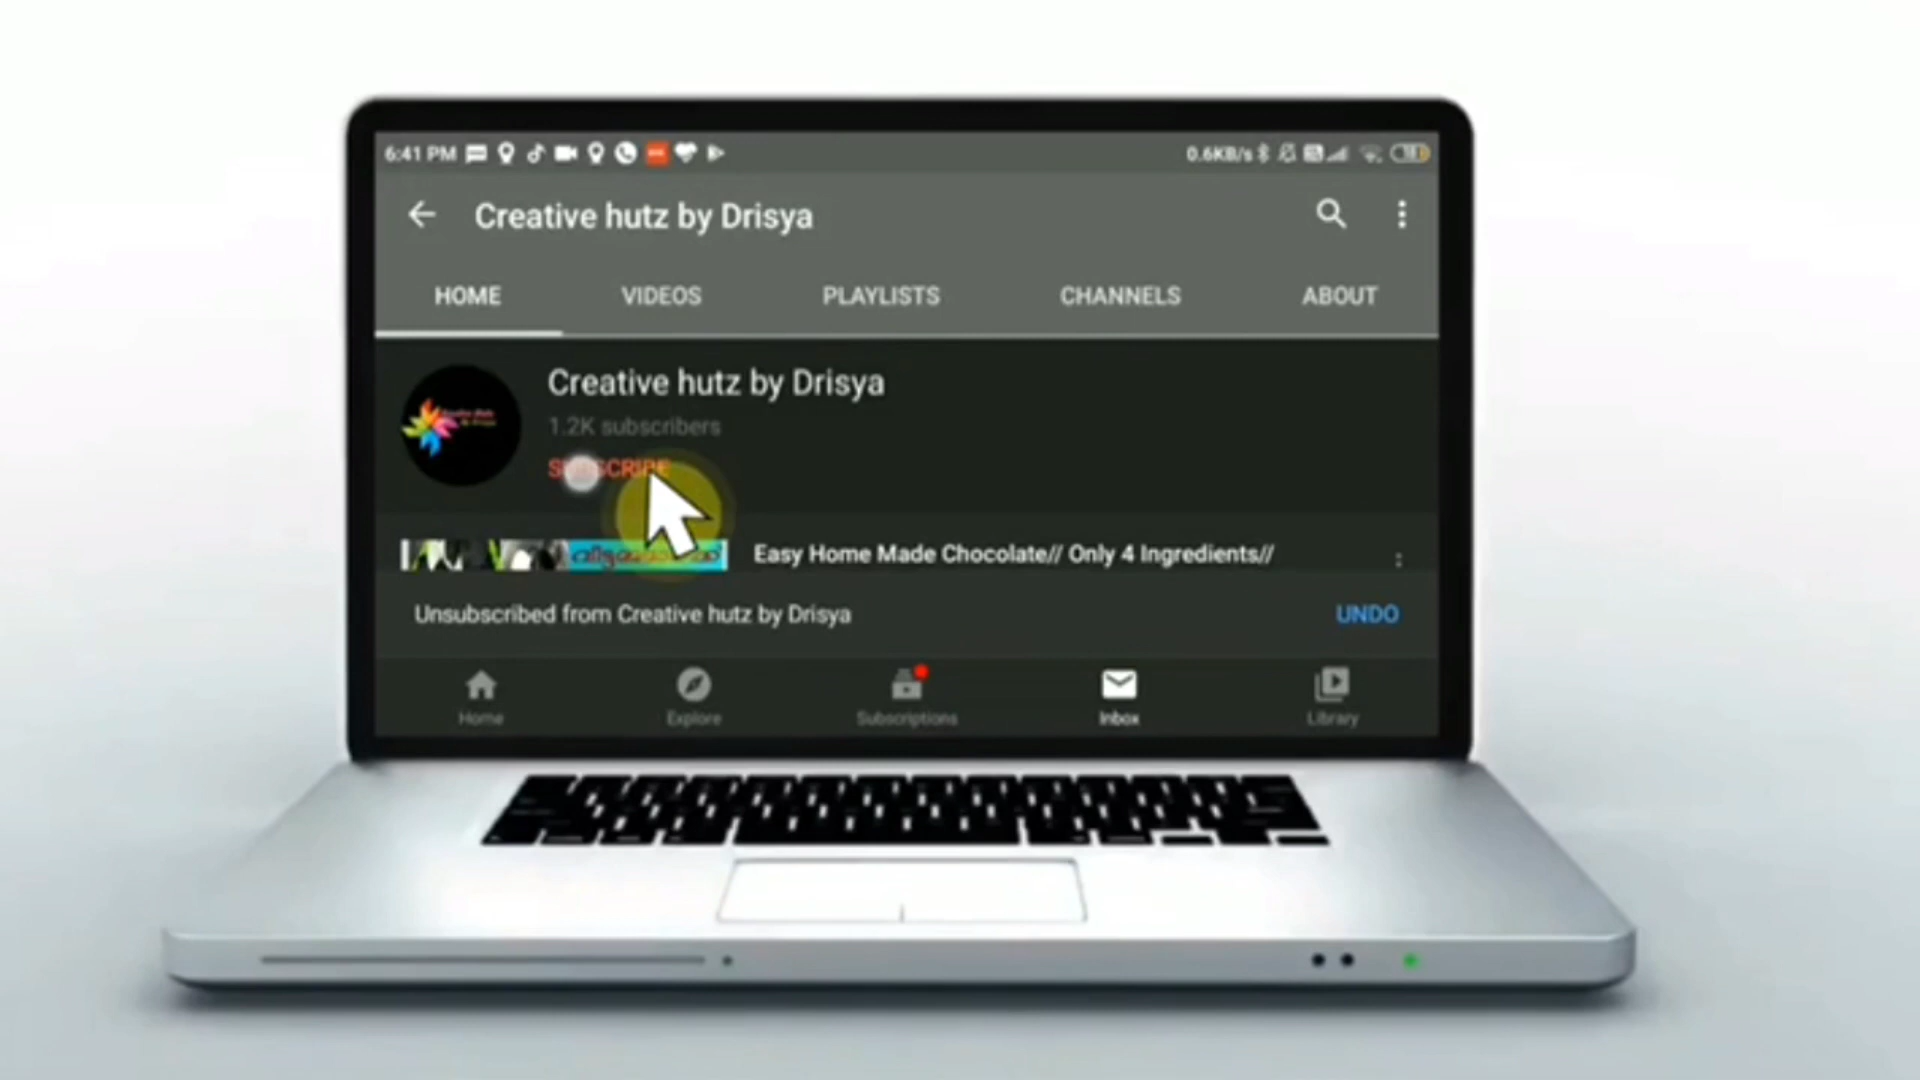 6:41 PM 0.6KB/s
Creative hutz by Drisya
HOME VIDEOS PLAYLISTS CHANNELS ABOUT
Creative hutz by Drisya
1.2K subscribers
SUBSCRIBE
Easy Home Made Chocolate// Only 4 Ingredients//
Unsubscribed from Creative hutz by Drisya UNDO
Home Explore Subscriptions Inbox Library